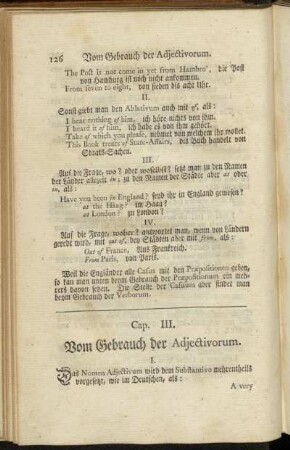 126 Vom Gebrauch der Adjectivorum.
The Post is not come in yet from Hambro', die Post
von Hamburg ist noch nicht ankommen.
From seven to eight, von sieben bis acht Uhr.
II.
Sonst giebt man den Ablativum auch mit of, als:
I hear nothing of him, ich höre nichts von ihm.
I heard it of him, ich habe es von ihm gehört.
Take of which you please, nehmet von welchem ihr wollet.
This Book treats of State-Affairs, das Buch handelt von
Staats-Sachen.
III.
Auf die Frage, wo? oder woselbst? setzt man zu den Namen
der Länder allezeit in; zu den Namen der Städte aber at oder
in, als:
Have you been in England? seyd ihr in England gewesen?
at the Hague? im Haag?
at London? zu London?
IV.
Auf die Frage, woher? antwortet man, wenn von Ländern
geredt wird, mit out of, bey Städten aber mit from, als:
Out of France, Aus Frankreich.
From Paris, von Paris.
Weil die Engländer alle Casus mit den Præpositionen geben,
so kan man unten beym Gebrauch der Præpositionum ein meh-
rers davon sehen. Die Stelle der Casuum aber findet man
beym Gebrauch der Verborum.
Cap. III.
Vom Gebrauch der Adjectivorum.
I.
Das Nomen Adjectivum wird dem Substantivo mehrentheils
vorgesetzt, wie im Deutschen, als:
A very